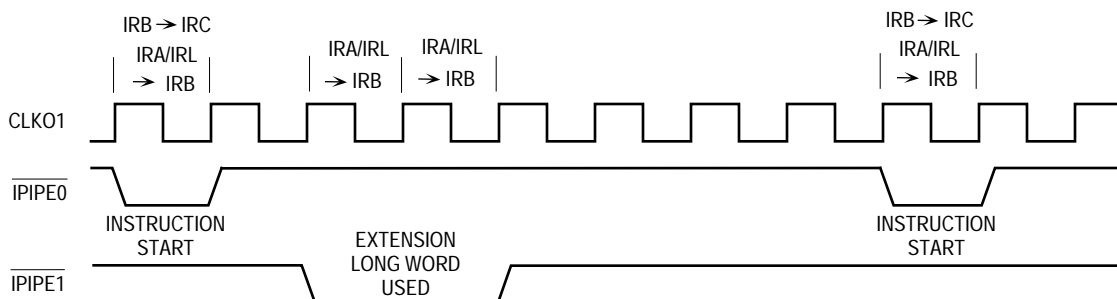 IRB → IRC
IRA/IRL
→ IRB
IRA/IRL
→ IRB
IRA/IRL
→ IRB
IRB → IRC
IRA/IRL
→ IRB
CLKO1
IPIPE0
INSTRUCTION
START
INSTRUCTION
START
IPIPE1
EXTENSION
LONG WORD
USED